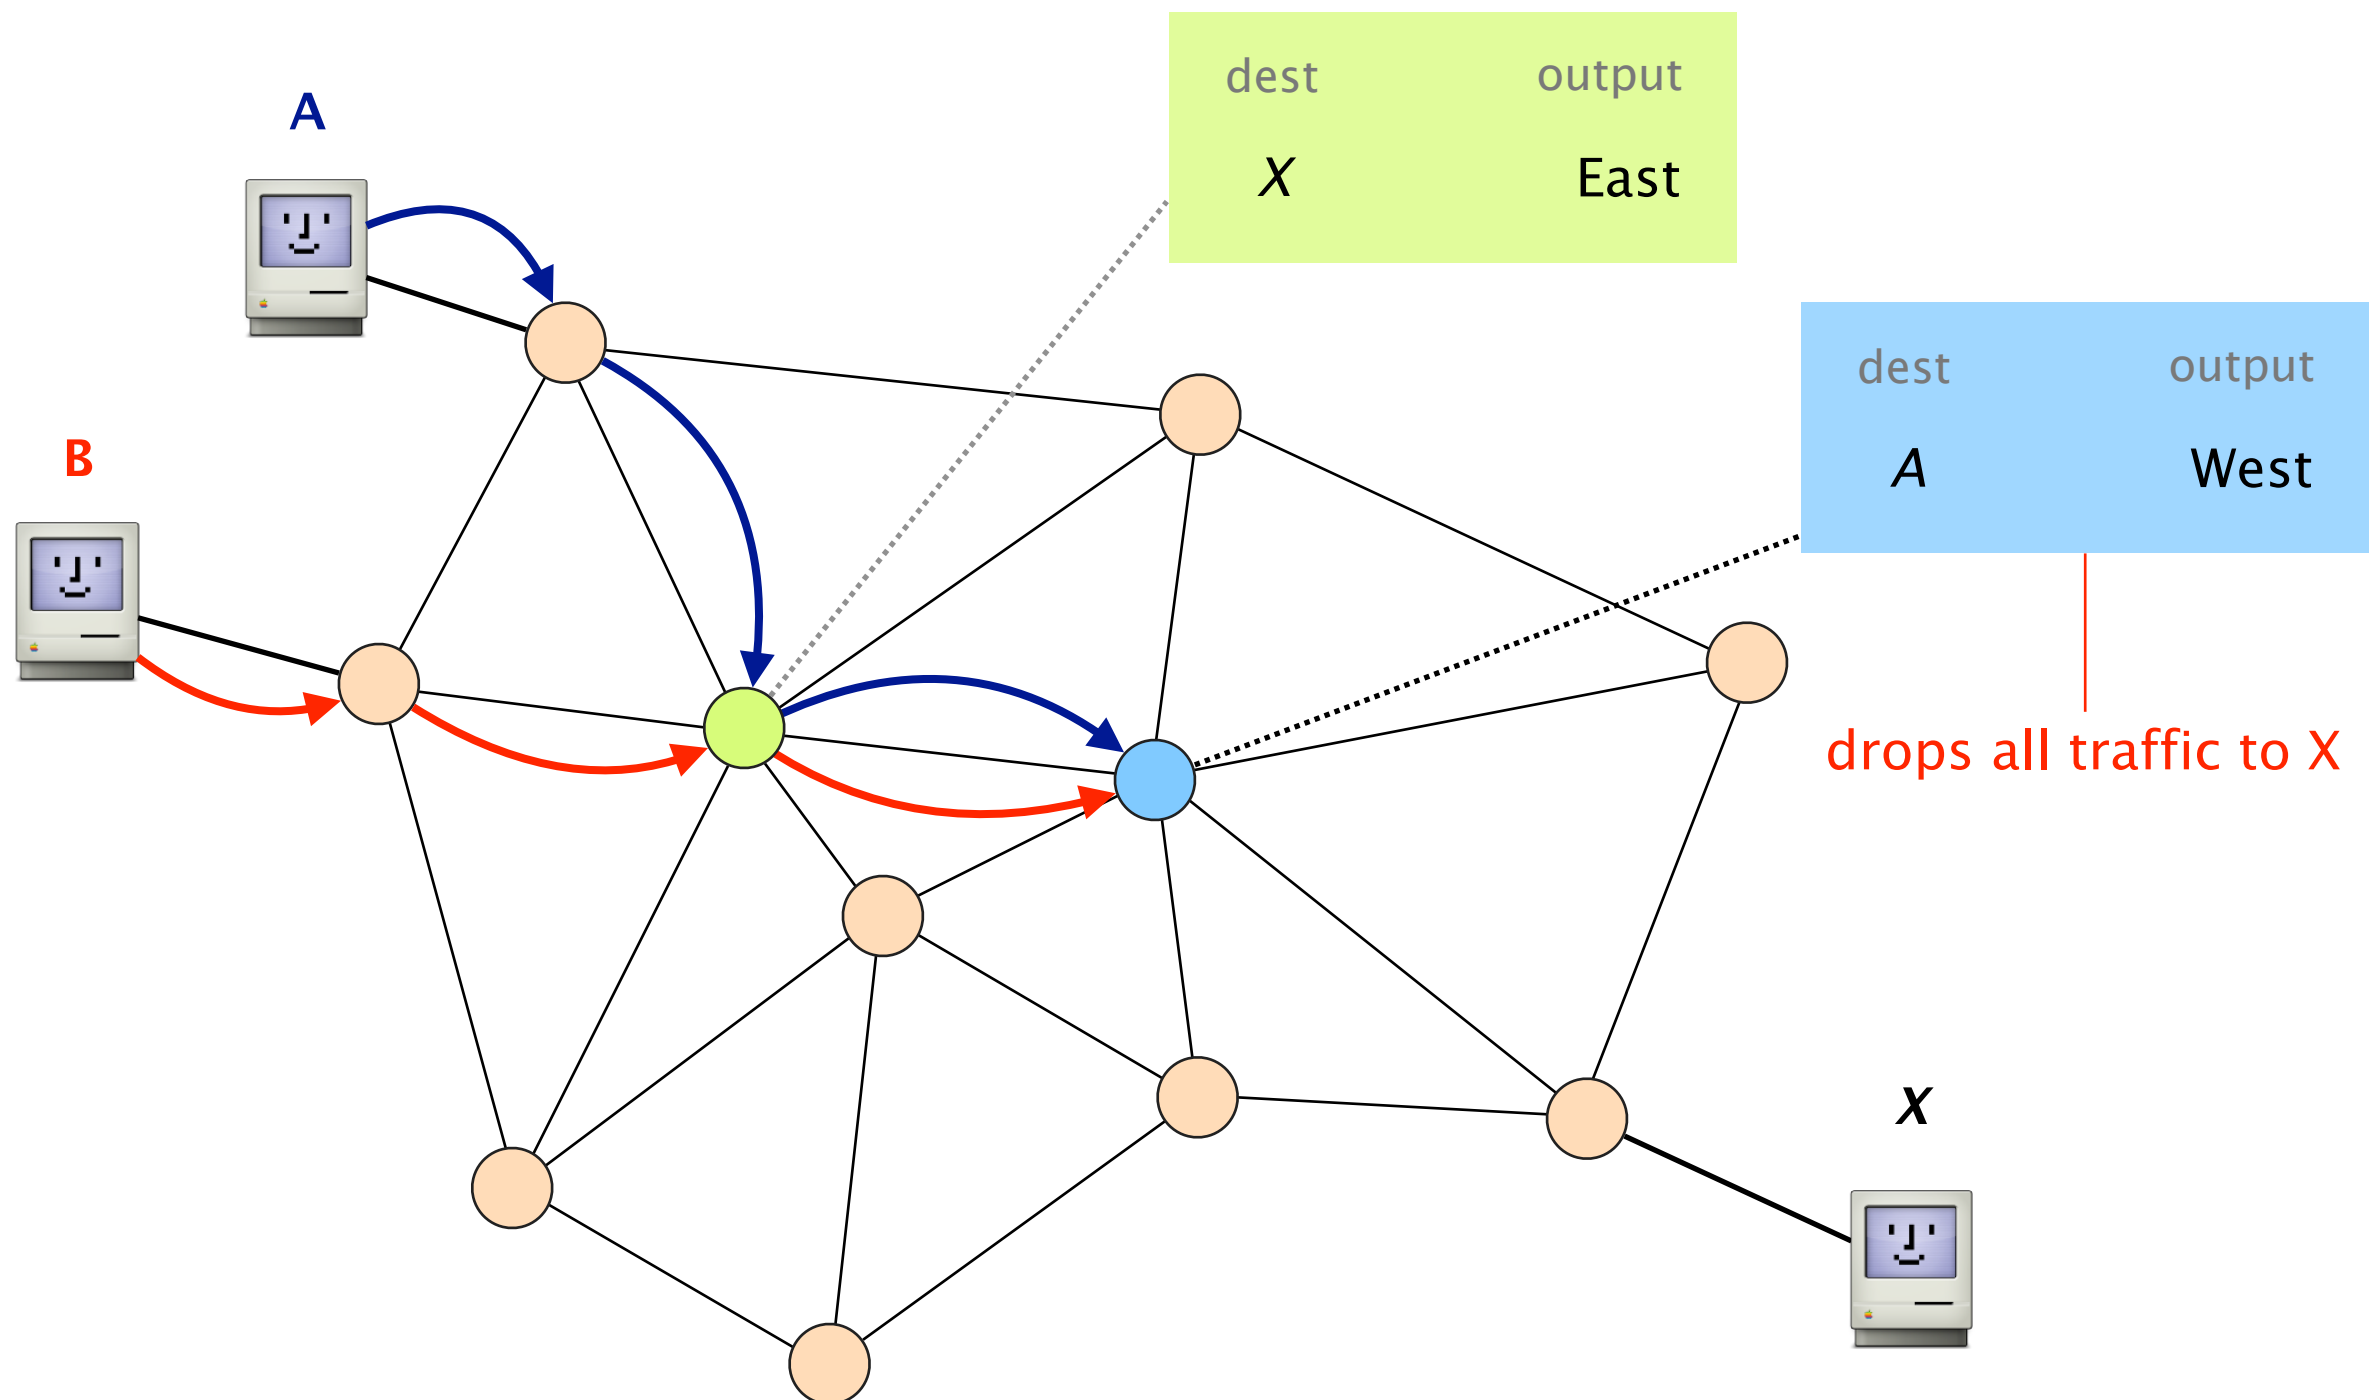 A
dest output
X East
B
dest output
A West
drops all traffic to X
X